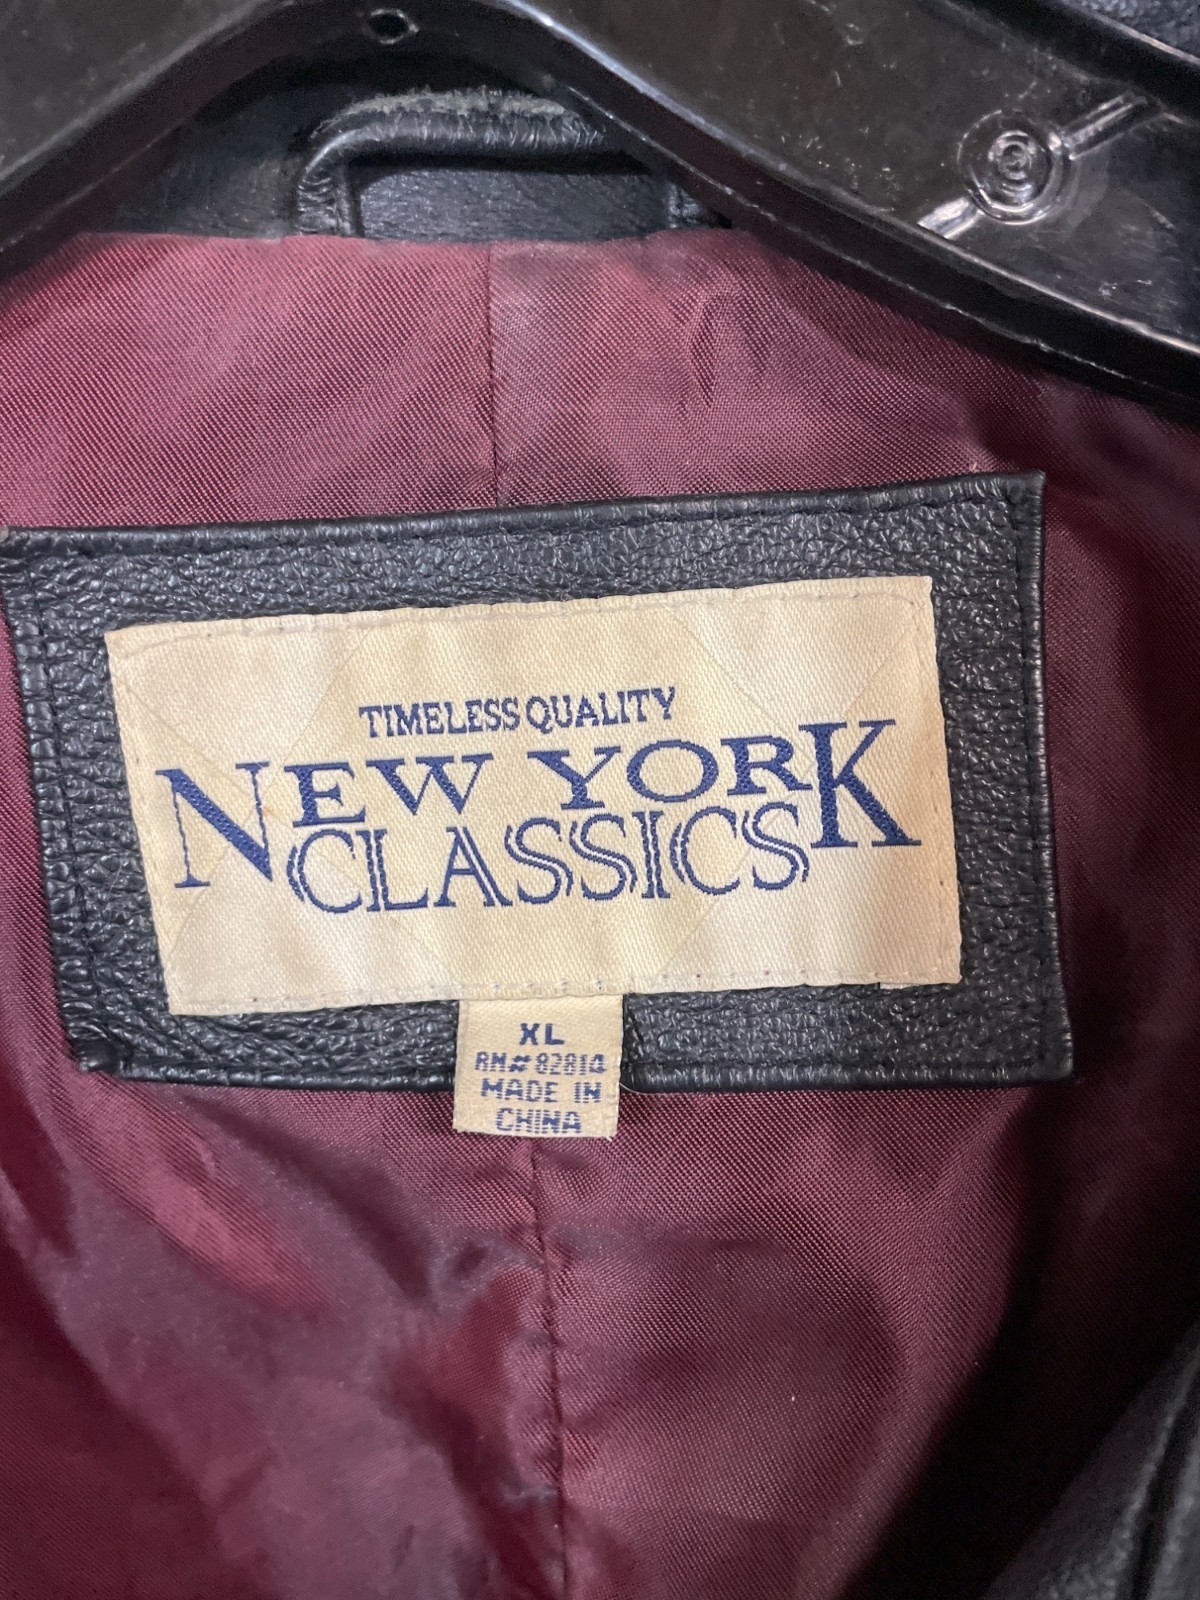 TIMELESS QUALITY
NEW YORK
CLASSICS
XL
RN# 82814
MADE IN
CHINA